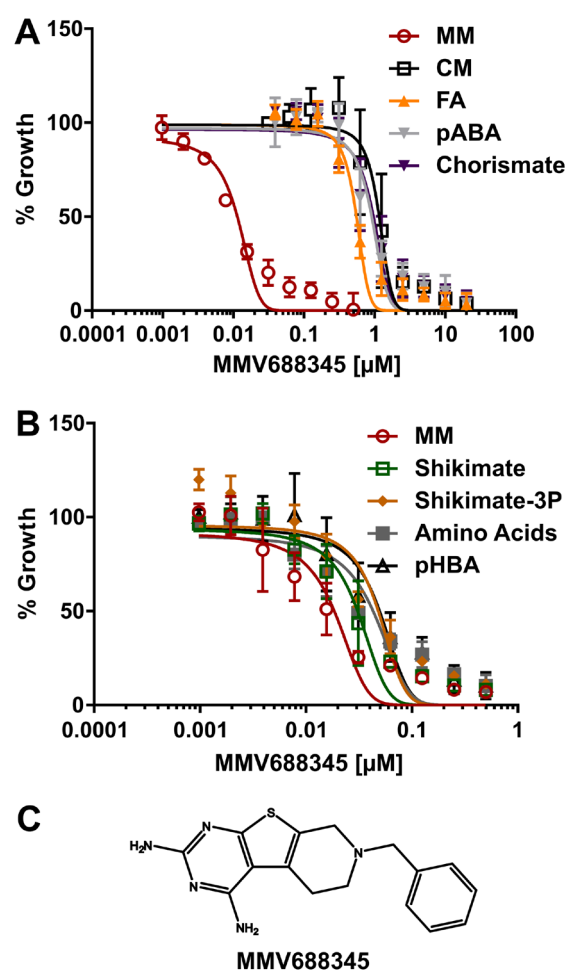 A
150
100
50
0
% Growth
0.0001 0.001 0.01 0.1 1 10 100
MMV688345 [µM]
MM
CM
FA
pABA
Chorismate
B
150
100
50
0
% Growth
0.0001 0.001 0.01 0.1 1
MMV688345 [µM]
MM
Shikimate
Shikimate-3P
Amino Acids
pHBA
C
S
N
H₂N
N
N
NH₂
MMV688345